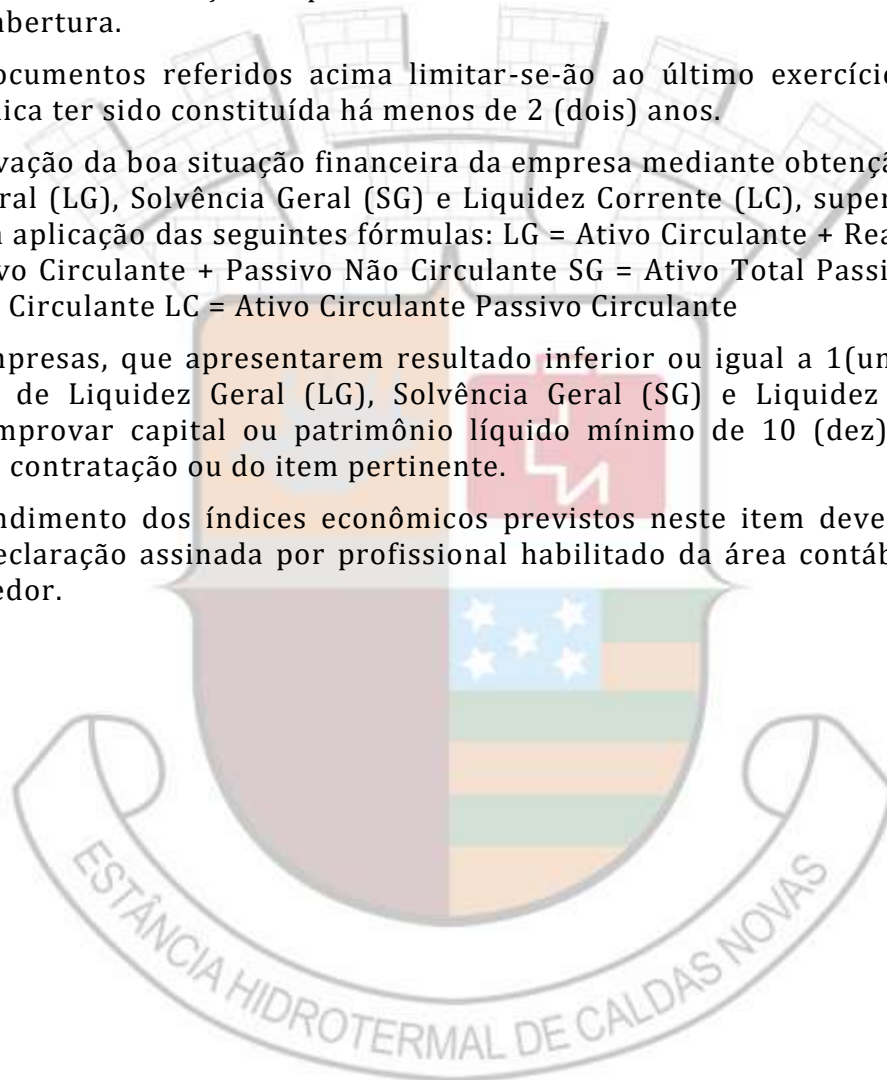 abertura.
ocumentos referidos acima limitar-se-ão ao último exercício
lica ter sido constituída há menos de 2 (dois) anos.
vação da boa situação financeira da empresa mediante obtençã
ral (LG), Solvência Geral (SG) e Liquidez Corrente (LC), super
a aplicação das seguintes fórmulas: LG = Ativo Circulante + Rea
vo Circulante + Passivo Não Circulante SG = Ativo Total Passi
Circulante LC = Ativo Circulante Passivo Circulante
mpresas, que apresentarem resultado inferior ou igual a 1(un
de Liquidez Geral (LG), Solvência Geral (SG) e Liquidez
mprovar capital ou patrimônio líquido mínimo de 10 (dez)
contratação ou do item pertinente.
ndimento dos índices econômicos previstos neste item deve
eclaração assinada por profissional habilitado da área contáb
edor.
ESTÂNCIA HIDROTERMAL DE CALDAS NOVAS